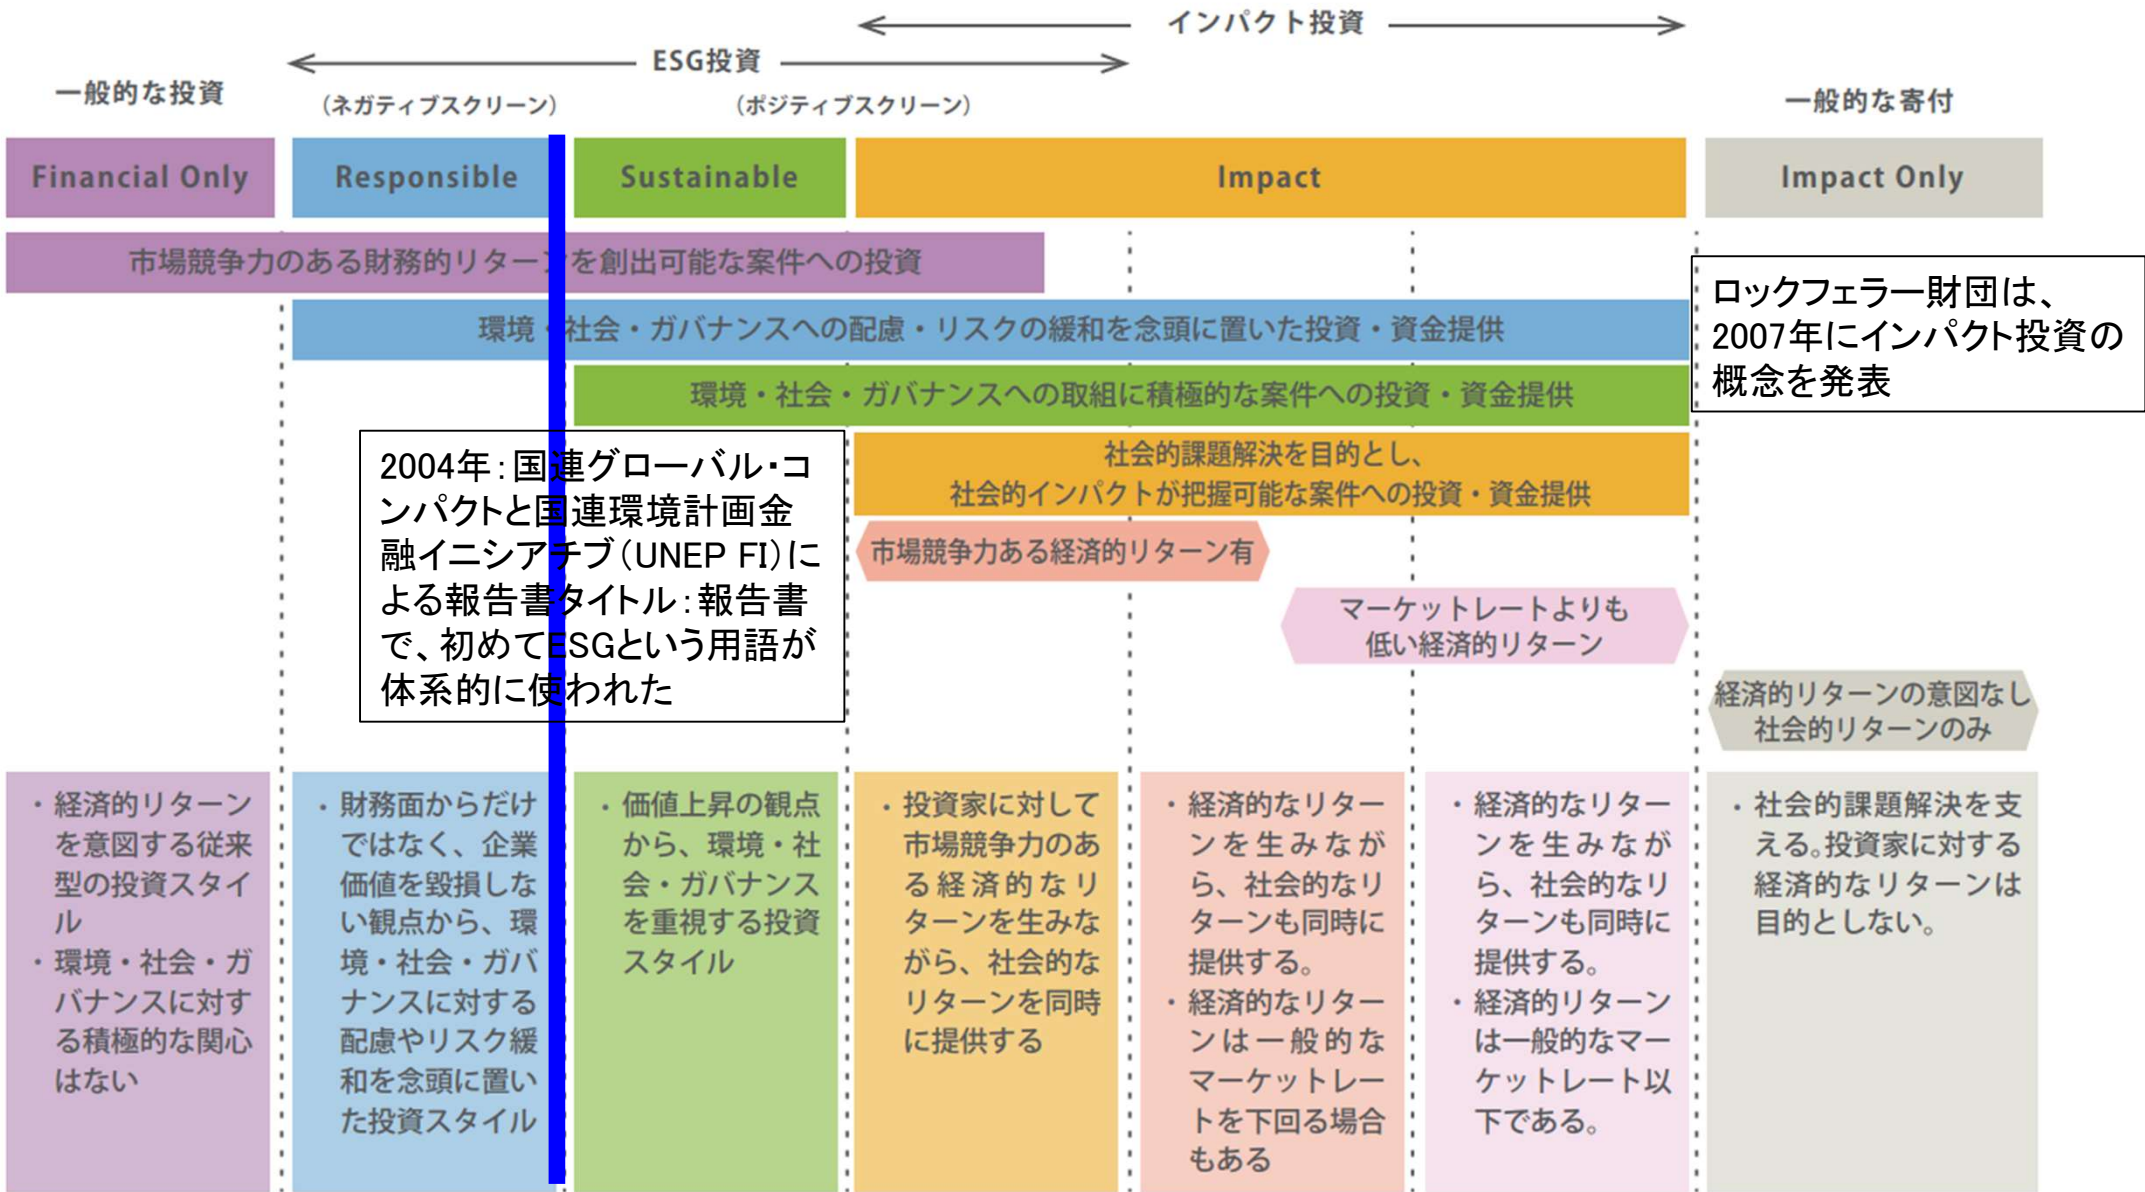 インパクト投資
ESG投資
一般的な投資
(ネガティブスクリーン)
(ポジティブスクリーン)
一般的な寄付
Financial Only
Responsible
Sustainable
Impact
Impact Only
市場競争力のある財務的リターンを創出可能な案件への投資
環境・社会・ガバナンスへの配慮・リスクの緩和を念頭に置いた投資・資金提供
ロックフェラー財団は、
2007年にインパクト投資の
概念を発表
環境・社会・ガバナンスへの取組に積極的な案件への投資・資金提供
2004年：国連グローバル・コ
ンパクトと国連環境計画金
融イニシアチブ（UNEP FI）に
よる報告書タイトル：報告書
で、初めてESGという用語が
体系的に使われた
社会的課題解決を目的とし、
社会的インパクトが把握可能な案件への投資・資金提供
市場競争力ある経済的リターン有
マーケットレートよりも
低い経済的リターン
経済的リターンの意図なし
社会的リターンのみ
・経済的リターン
を意図する従来
型の投資スタイ
ル
・環境・社会・ガ
バナンスに対す
る積極的な関心
はない
・財務面からだけ
ではなく、企業
価値を毀損しな
い観点から、環
境・社会・ガバ
ナンスに対する
配慮やリスク緩
和を念頭に置い
た投資スタイル
・価値上昇の観点
から、環境・社
会・ガバナンス
を重視する投資
スタイル
・投資家に対して
市場競争力のあ
る経済的なリ
ターンを生みな
がら、社会的な
リターンを同時
に提供する
・経済的なリター
ンを生みなが
ら、社会的なリ
ターンも同時に
提供する。
・経済的なリター
ンは一般的な
マーケットレー
トを下回る場合
もある
・経済的なリター
ンを生みなが
ら、社会的なリ
ターンも同時に
提供する。
・経済的リターン
は一般的なマー
ケットレート以
下である。
・社会的課題解決を支
える。投資家に対する
経済的なリターンは
目的としない。